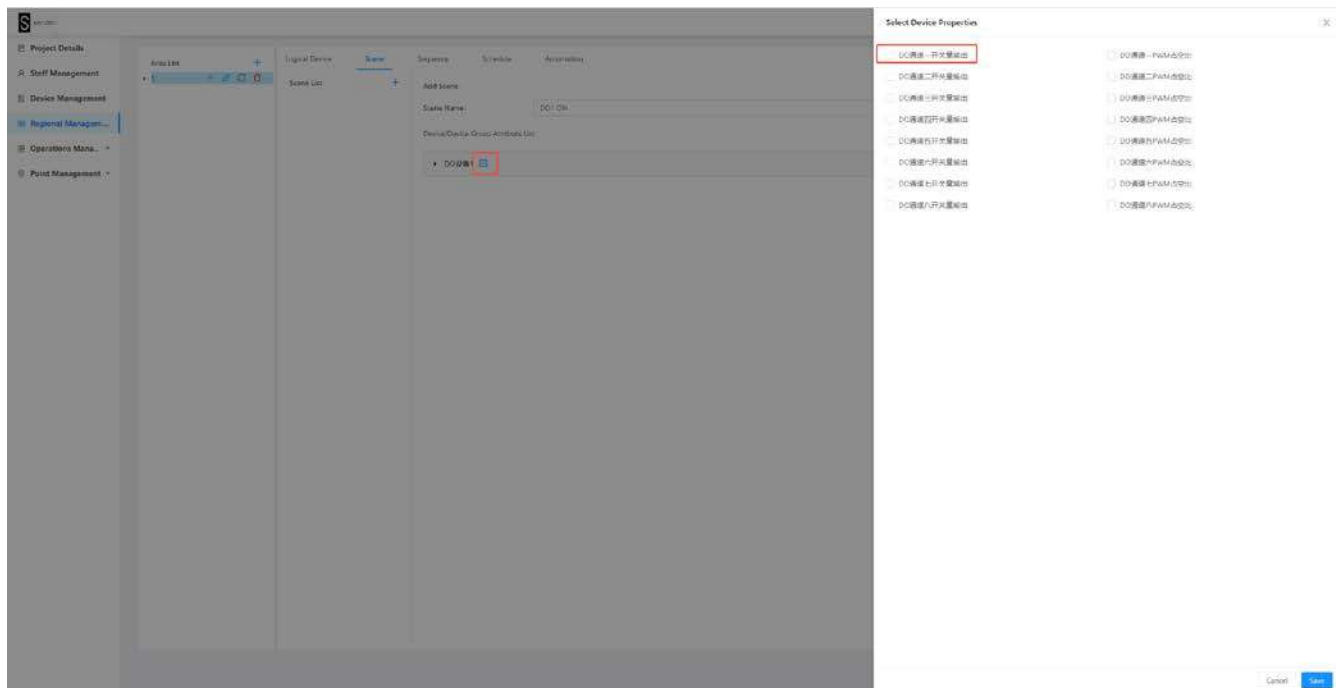 S
Project Details
Staff Management
Device Management
Regional Managem...
Operations Mana...
Point Management
Area List
1
Logical Device
Scene
Sequence
Schedule
Automation
Scene List
Add Scene
Scene Name:
DO1 ON
Device/Device Group Attribute List
DO设备1
Select Device Properties
DO通道一开关量输出
DO通道一PWM占空比
DO通道二开关量输出
DO通道二PWM占空比
DO通道三开关量输出
DO通道三PWM占空比
DO通道四开关量输出
DO通道四PWM占空比
DO通道五开关量输出
DO通道五PWM占空比
DO通道六开关量输出
DO通道六PWM占空比
DO通道七开关量输出
DO通道七PWM占空比
DO通道八开关量输出
DO通道八PWM占空比
Cancel
Save